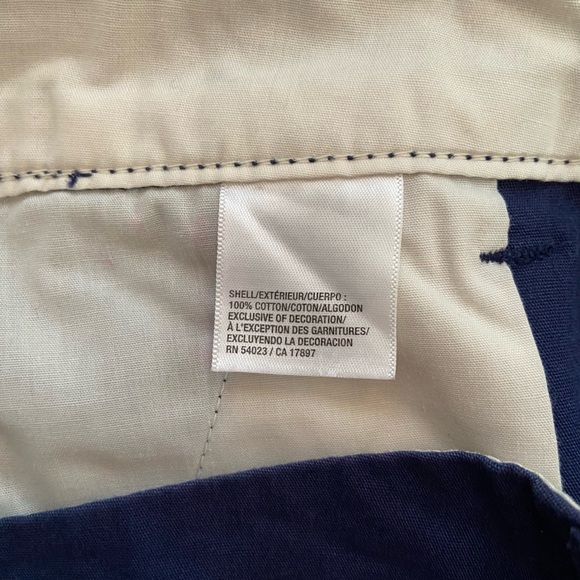 SHELL/EXTÉRIEUR/CUERPO :
100% COTTON/COTON/ALGODON
EXCLUSIVE OF DECORATION/
À L'EXCEPTION DES GARNITURES/
EXCLUYENDO LA DECORACION
RN 54023 / CA 17897